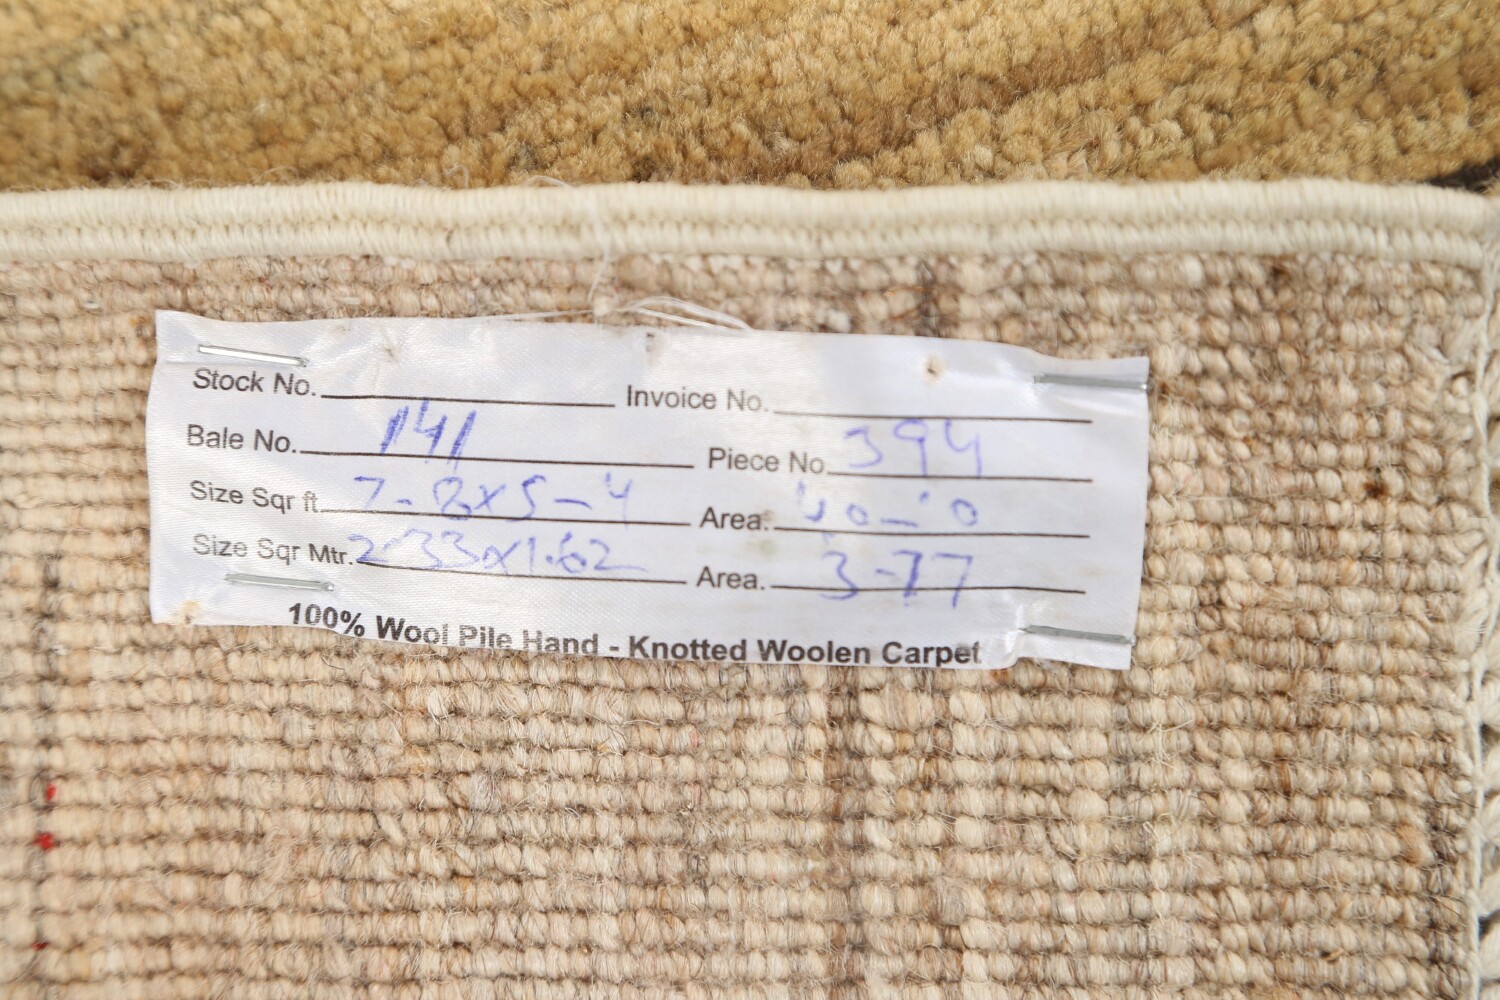 Stock No. Invoice No.
Bale No. 141 Piece No. 394
Size Sqr ft. 7-8x5-4 Area. 40-10
Size Sqr Mtr. 2.33x1.62 Area. 3-77
100% Wool Pile Hand - Knotted Woolen Carpet